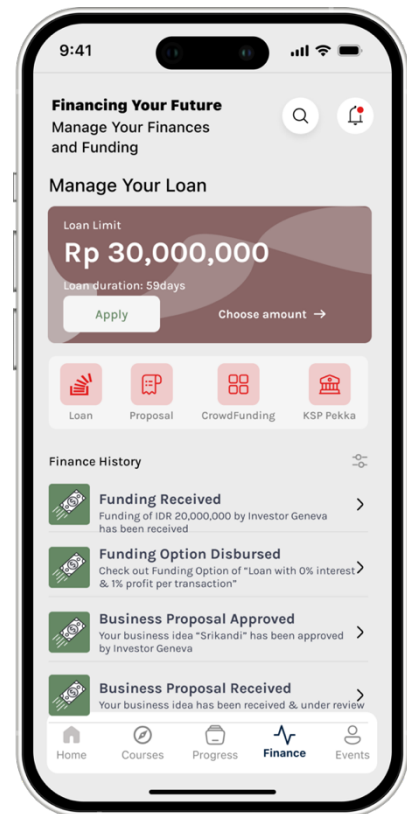 9:41
Financing Your Future
Manage Your Finances
and Funding
Manage Your Loan
Loan Limit
Rp 30,000,000
Loan duration: 59days
Apply
Choose amount →
Loan
Proposal
CrowdFunding
KSP Pekka
Finance History
Funding Received
Funding of IDR 20,000,000 by Investor Geneva
has been received
Funding Option Disbursed
Check out Funding Option of “Loan with 0% interest
& 1% profit per transaction”
Business Proposal Approved
Your business idea “Srikandi” has been approved
by Investor Geneva
Business Proposal Received
Your business idea has been received & under review
Home
Courses
Progress
Finance
Events